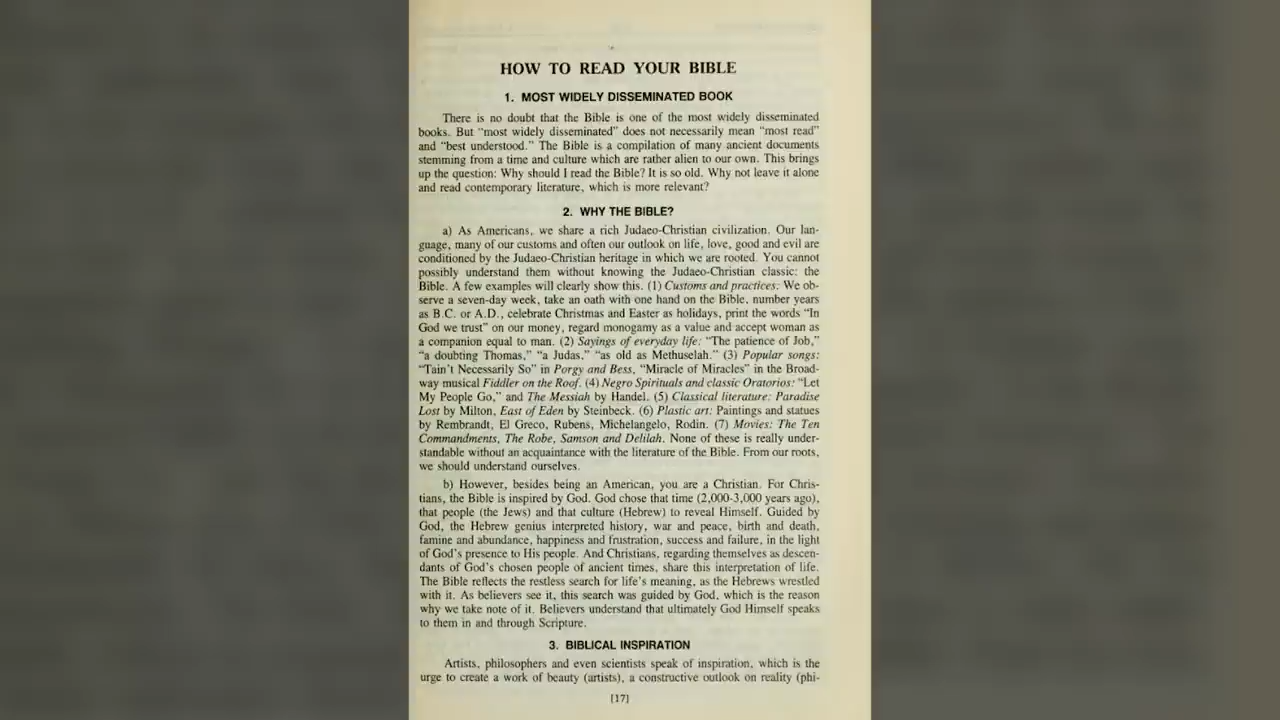 HOW TO READ YOUR BIBLE
1. MOST WIDELY DISSEMINATED BOOK
There is no doubt that the Bible is one of the most widely disseminated
books. But “most widely disseminated” does not necessarily mean “most read”
and “best understood.” The Bible is a compilation of many ancient documents
stemming from a time and culture which are rather alien to our own. This brings
up the question: Why should I read the Bible? It is so old. Why not leave it alone
and read contemporary literature, which is more relevant?
2. WHY THE BIBLE?
a) As Americans, we share a rich Judaeo-Christian civilization. Our lan-
guage, many of our customs and often our outlook on life, love, good and evil are
conditioned by the Judaeo-Christian heritage in which we are rooted. You cannot
possibly understand them without knowing the Judaeo-Christian classic: the
Bible. A few examples will clearly show this. (1) Customs and practices: We ob-
serve a seven-day week, take an oath with one hand on the Bible, number years
as B.C. or A.D., celebrate Christmas and Easter as holidays, print the words “In
God we trust” on our money, regard monogamy as a value and accept woman as
a companion equal to man. (2) Sayings of everyday life: “The patience of Job,”
“a doubting Thomas,” “a Judas,” “as old as Methuselah.” (3) Popular songs:
“Tain’t Necessarily So” in Porgy and Bess, “Miracle of Miracles” in the Broad-
way musical Fiddler on the Roof. (4) Negro Spirituals and classic Oratorios: “Let
My People Go,” and The Messiah by Handel. (5) Classical literature: Paradise
Lost by Milton, East of Eden by Steinbeck. (6) Plastic art: Paintings and statues
by Rembrandt, El Greco, Rubens, Michelangelo, Rodin. (7) Movies: The Ten
Commandments, The Robe, Samson and Delilah. None of these is really under-
standable without an acquaintance with the literature of the Bible. From our roots,
we should understand ourselves.
b) However, besides being an American, you are a Christian. For Chris-
tians, the Bible is inspired by God. God chose that time (2,000-3,000 years ago),
that people (the Jews) and that culture (Hebrew) to reveal Himself. Guided by
God, the Hebrew genius interpreted history, war and peace, birth and death,
famine and abundance, happiness and frustration, success and failure, in the light
of God’s presence to His people. And Christians, regarding themselves as descen-
dants of God’s chosen people of ancient times, share this interpretation of life.
The Bible reflects the restless search for life’s meaning, as the Hebrews wrestled
with it. As believers see it, this search was guided by God, which is the reason
why we take note of it. Believers understand that ultimately God Himself speaks
to them in and through Scripture.
3. BIBLICAL INSPIRATION
Artists, philosophers and even scientists speak of inspiration, which is the
urge to create a work of beauty (artists), a constructive outlook on reality (phi-
[17]